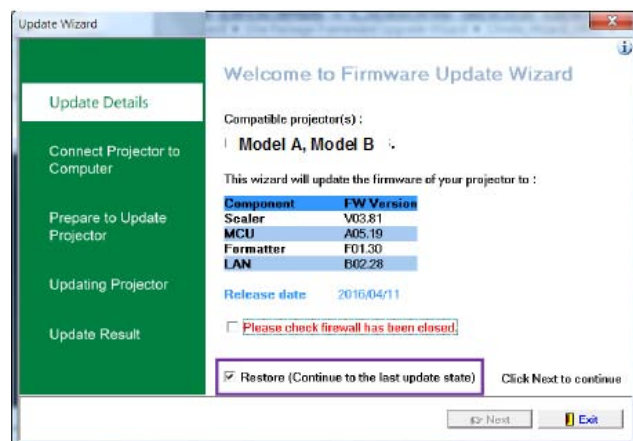 Update Wizard
Welcome to Firmware Update Wizard
Update Details
Compatible projector(s) :
Model A, Model B
Connect Projector to
Computer
This wizard will update the firmware of your projector to :
Component FW Version
Scaler V03.81
MCU A05.19
Formatter F01.30
LAN B02.28
Prepare to Update
Projector
Updating Projector
Release date 2016/04/11
Update Result
Please check firewall has been closed.
Restore (Continue to the last update state)
Click Next to continue
Next
Exit